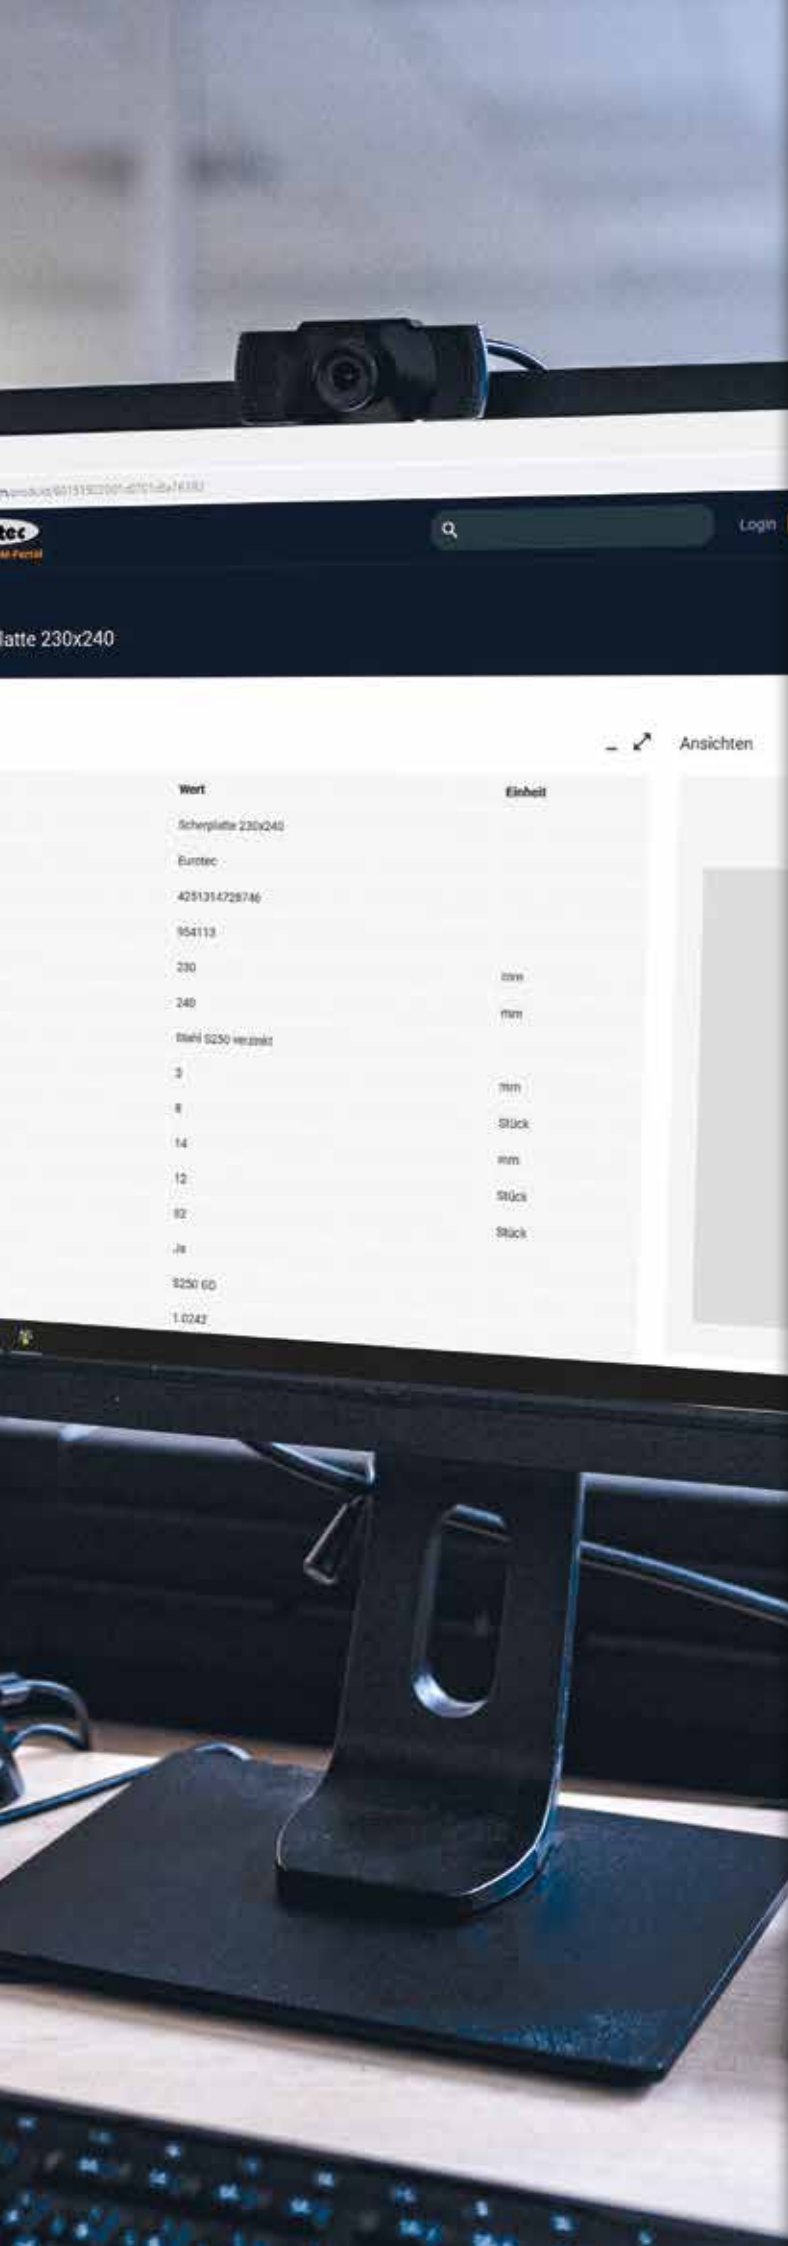 tec
M-Portal
Login
latte 230x240
Ansichten
Wert Einheit
Scherplatte 230x240
Eurotec
4251314728746
954113
230 mm
240 mm
Stahl S250 verzinkt
3 mm
8 Stück
14 mm
12 Stück
Stück
Ja
S250 GD
1.0242